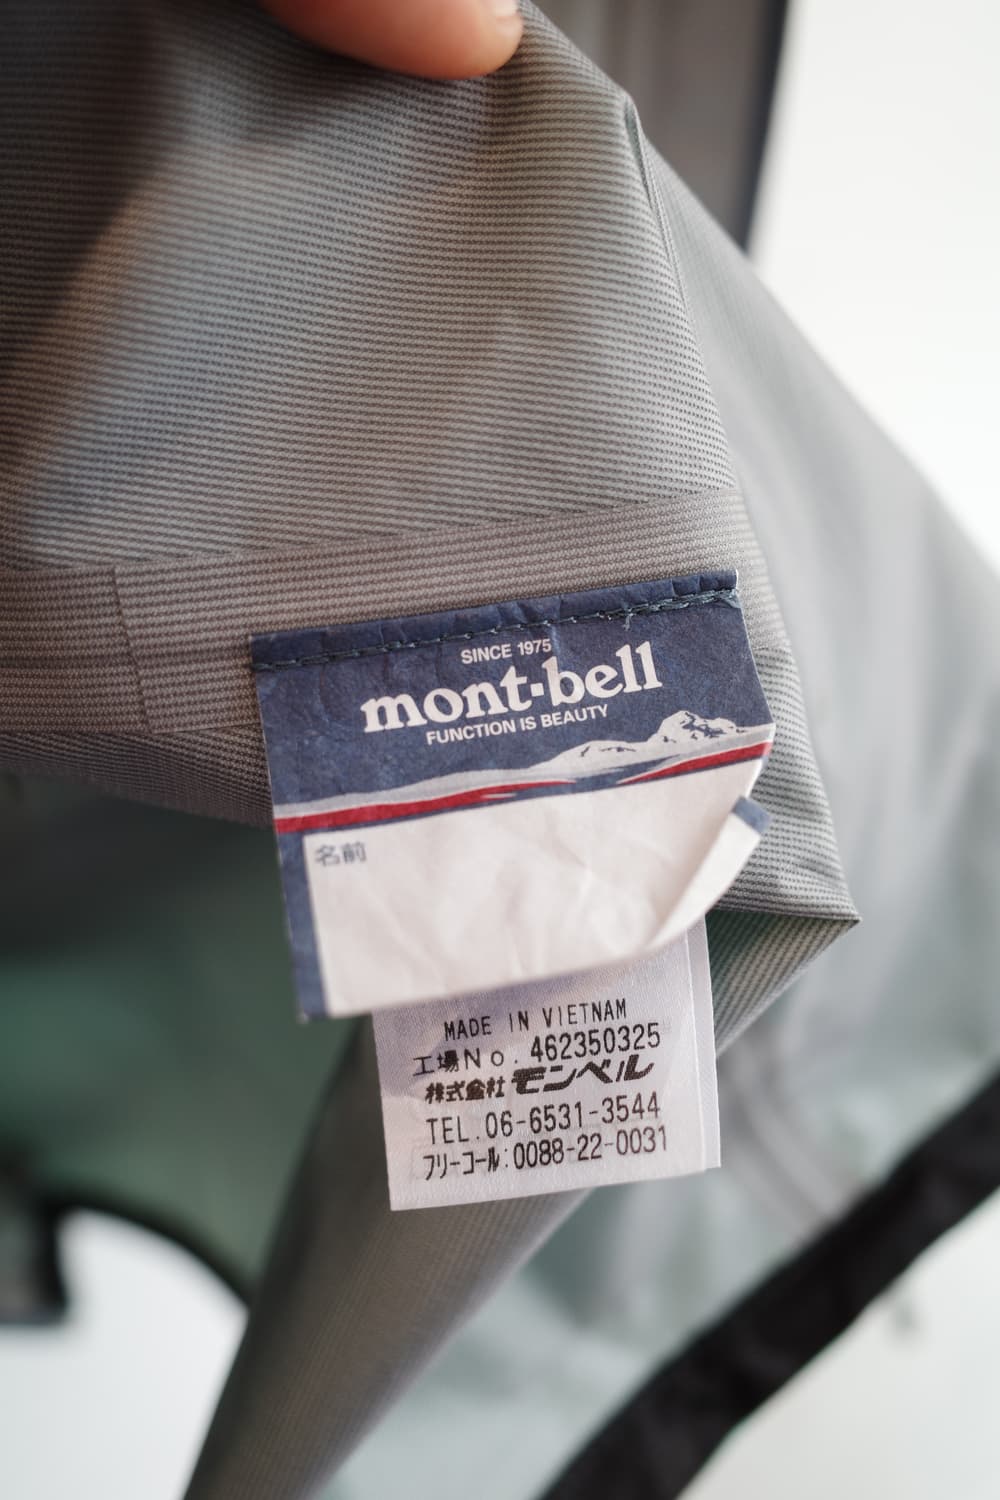 SINCE 1975
mont-bell
FUNCTION IS BEAUTY
名前
MADE IN VIETNAM
工場No.462350325
株式会社モンベル
TEL.06-6531-3544
フリーコール:0088-22-0031